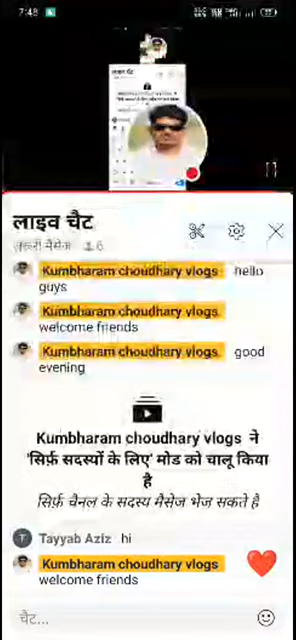 7:48
लाइव चैट
ज़रूरी मैसेज 6
Kumbharam choudhary vlogs hello
guys
Kumbharam choudhary vlogs
welcome friends
Kumbharam choudhary vlogs good
evening
Kumbharam choudhary vlogs ने
'सिर्फ़ सदस्यों के लिए' मोड को चालू किया
है
सिर्फ़ चैनल के सदस्य मैसेज भेज सकते है
T Tayyab Aziz hi
Kumbharam choudhary vlogs
welcome friends
चैट...